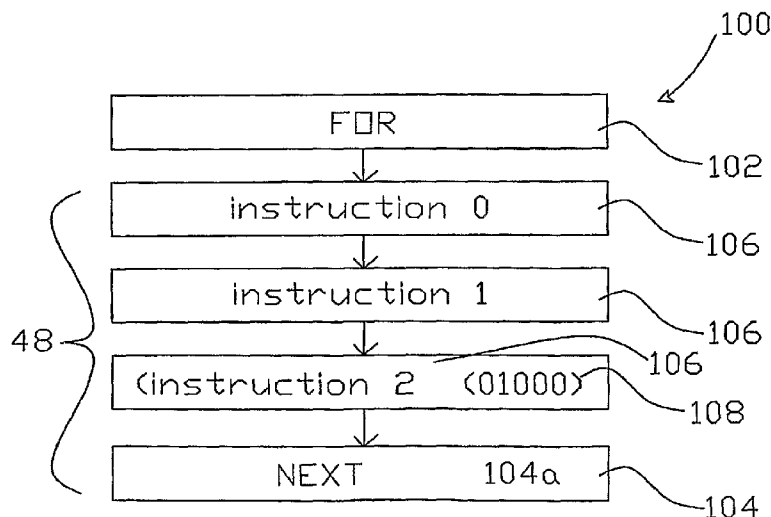 100
FOR
102
instruction 0
106
instruction 1
106
48
106
(instruction 2 (01000)
108
NEXT 104a
104